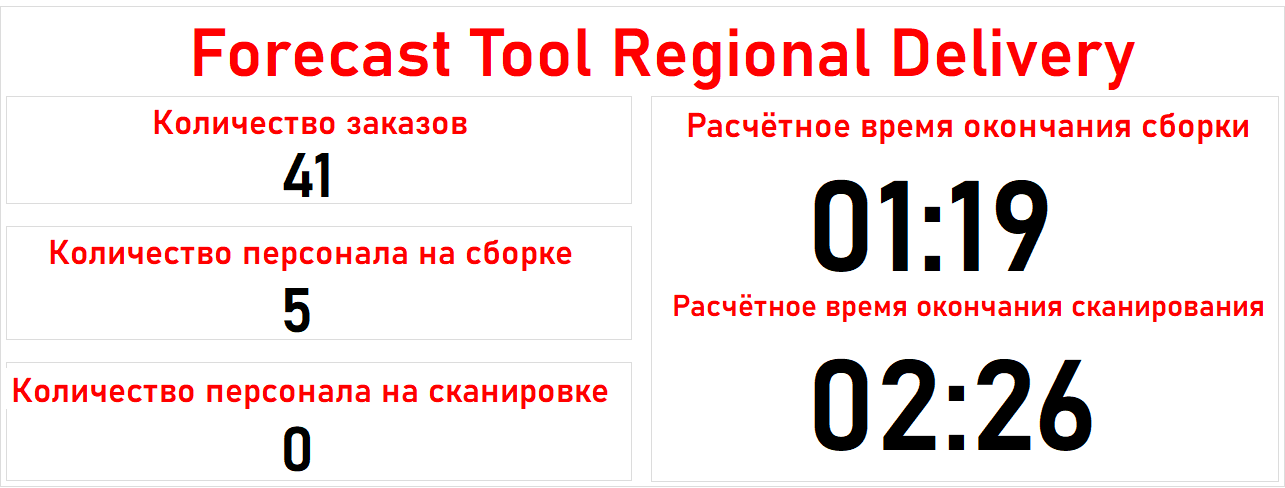 Forecast Tool Regional Delivery
Количество заказов
41
Количество персонала на сборке
5
Количество персонала на сканировке
0
Расчётное время окончания сборки
01:19
Расчётное время окончания сканирования
02:26